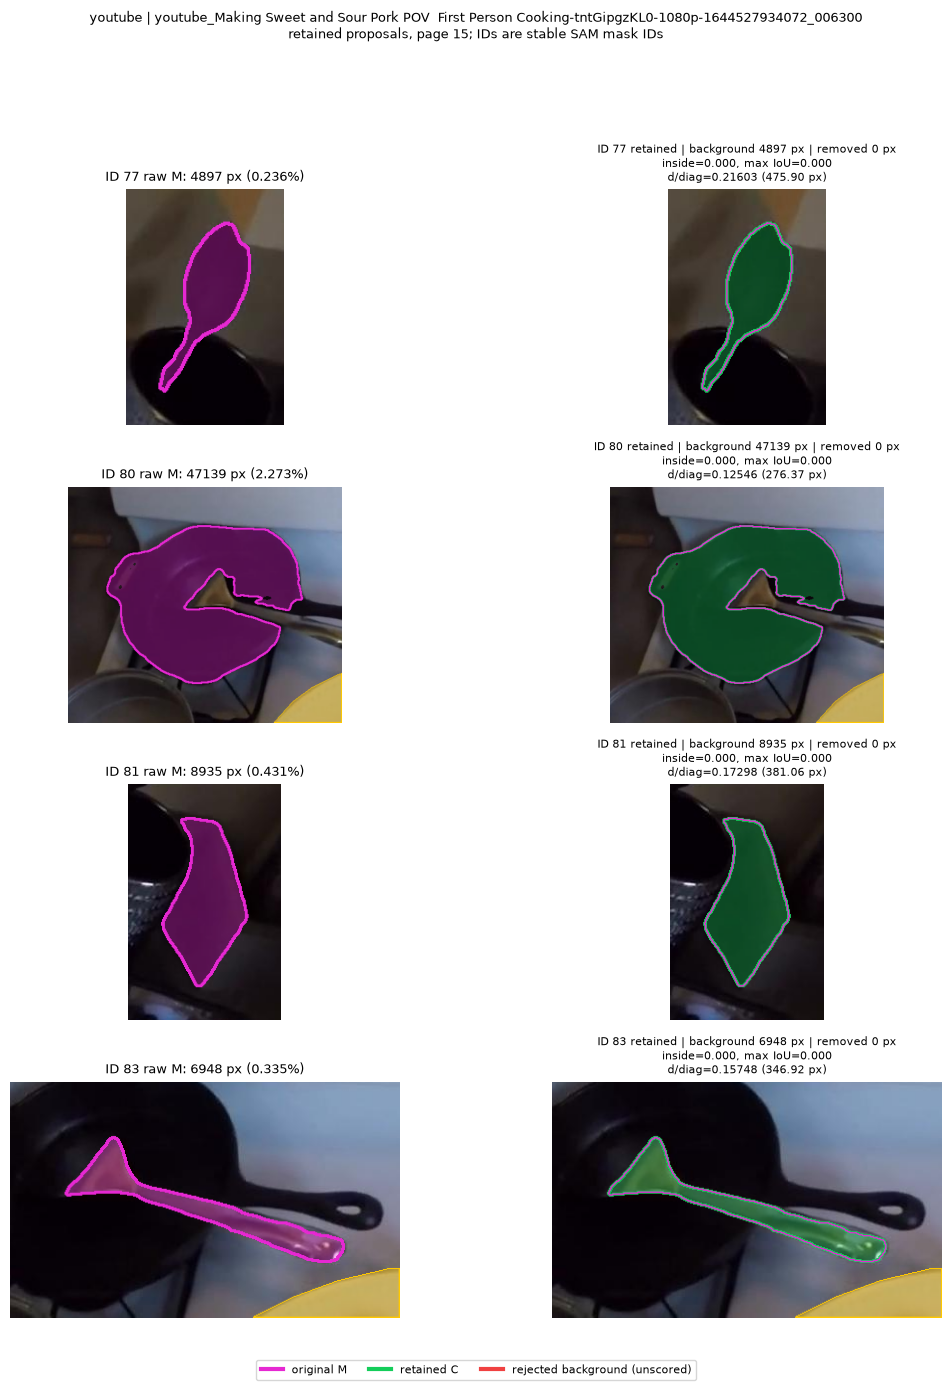 youtube | youtube_Making Sweet and Sour Pork POV  First Person Cooking-tntGipgzKL0-1080p-1644527934072_006300
retained proposals, page 15; IDs are stable SAM mask IDs
ID 77 raw M: 4897 px (0.236%)
ID 77 retained | background 4897 px | removed 0 px
inside=0.000, max IoU=0.000
d/diag=0.21603 (475.90 px)
ID 80 raw M: 47139 px (2.273%)
ID 80 retained | background 47139 px | removed 0 px
inside=0.000, max IoU=0.000
d/diag=0.12546 (276.37 px)
ID 81 raw M: 8935 px (0.431%)
ID 81 retained | background 8935 px | removed 0 px
inside=0.000, max IoU=0.000
d/diag=0.17298 (381.06 px)
ID 83 raw M: 6948 px (0.335%)
ID 83 retained | background 6948 px | removed 0 px
inside=0.000, max IoU=0.000
d/diag=0.15748 (346.92 px)
original M
retained C
rejected background (unscored)